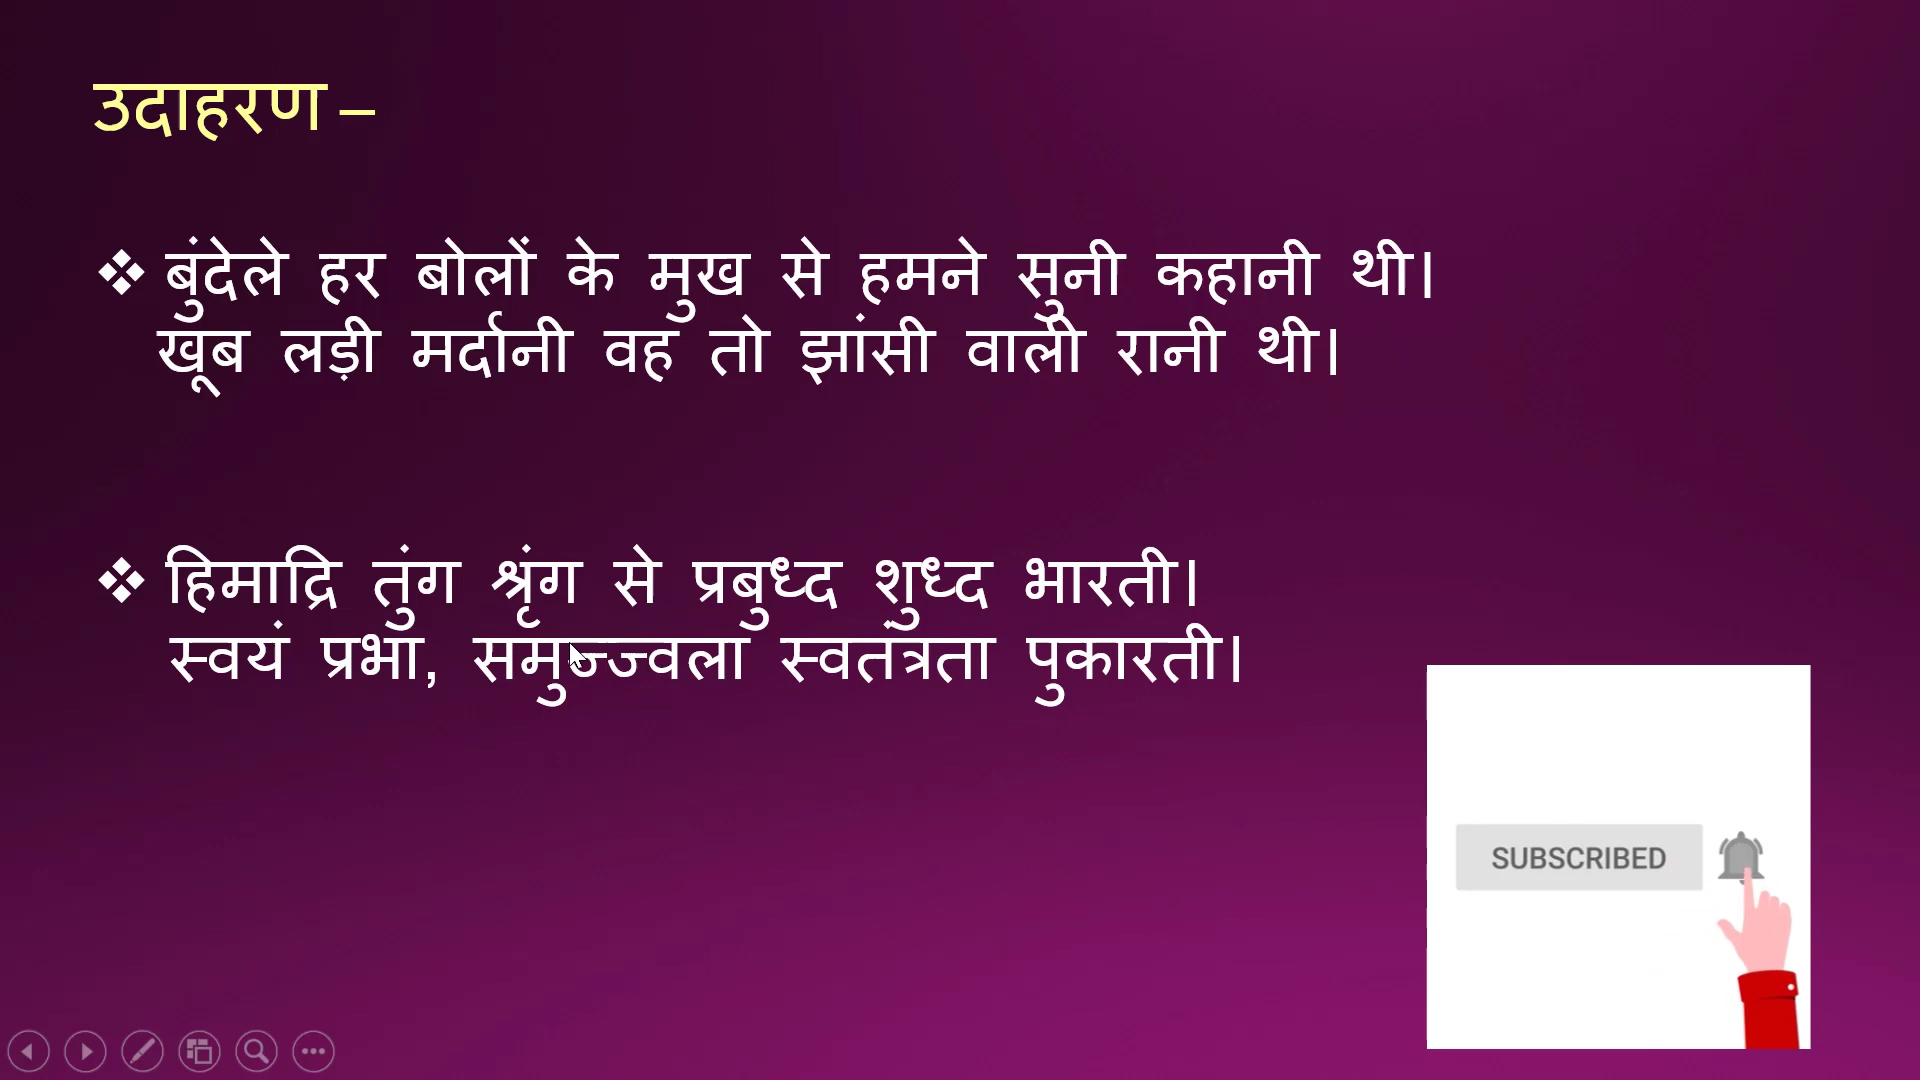 उदाहरण –
❖ बुंदेले हर बोलों के मुख से हमने सुनी कहानी थी।
खूब लड़ी मर्दानी वह तो झांसी वाली रानी थी।
❖ हिमाद्रि तुंग श्रृंग से प्रबुध्द शुध्द भारती।
स्वयं प्रभा, समुज्ज्वला स्वतंत्रता पुकारती।
SUBSCRIBED